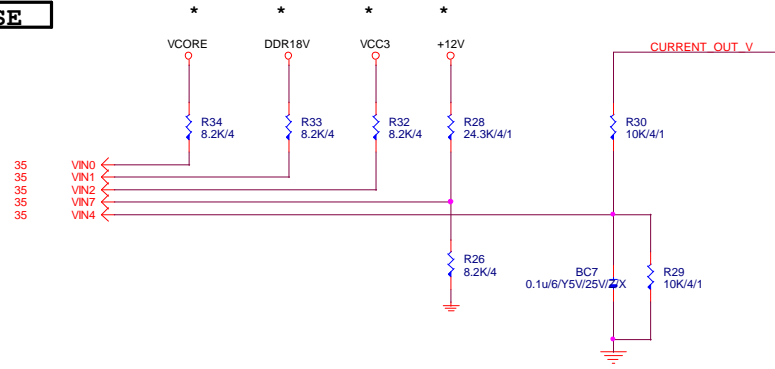 SE
* * * *
VCORE DDR18V VCC3 +12V
CURRENT_OUT_V
R34 8.2K/4
R33 8.2K/4
R32 8.2K/4
R28 24.3K/4/1
R30 10K/4/1
35 VIN0
35 VIN1
35 VIN2
35 VIN7
35 VIN4
R26 8.2K/4
BC7 0.1u/6/Y5V/25V/Z/X
R29 10K/4/1